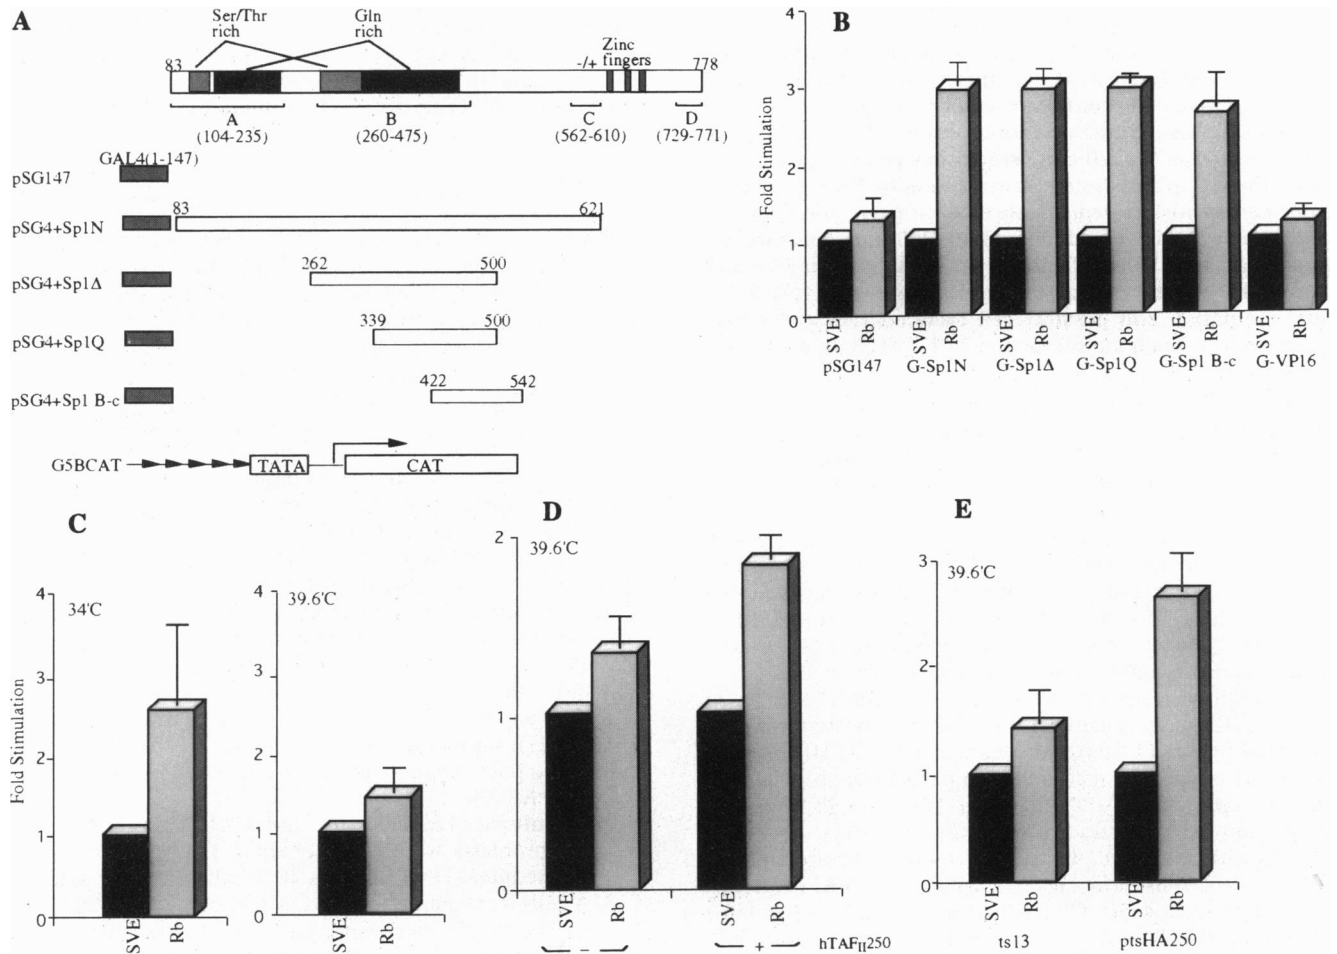 A
Ser/Thr
rich
Gln
rich
83
-/+
Zinc
fingers
778
A
(104-235)
B
(260-475)
C
(562-610)
D
(729-771)
GAL4(1-147)
pSG147
pSG4+Sp1N
83
621
pSG4+Sp1Δ
262
500
pSG4+Sp1Q
339
500
pSG4+Sp1 B-c
422
542
G5BCAT
TATA
CAT
B
Fold Stimulation
4
3
2
1
0
SVE
Rb
SVE
Rb
SVE
Rb
SVE
Rb
SVE
Rb
SVE
Rb
pSG147
G-Sp1N
G-Sp1Δ
G-Sp1Q
G-Sp1 B-c
G-VP16
C
Fold Stimulation
34'C
4
3
2
1
0
SVE
Rb
39.6'C
4
3
2
1
0
SVE
Rb
D
39.6'C
2
1
0
SVE
Rb
SVE
Rb
-
+
hTAFII250
E
39.6'C
3
2
1
0
SVE
Rb
SVE
Rb
ts13
ptsHA250